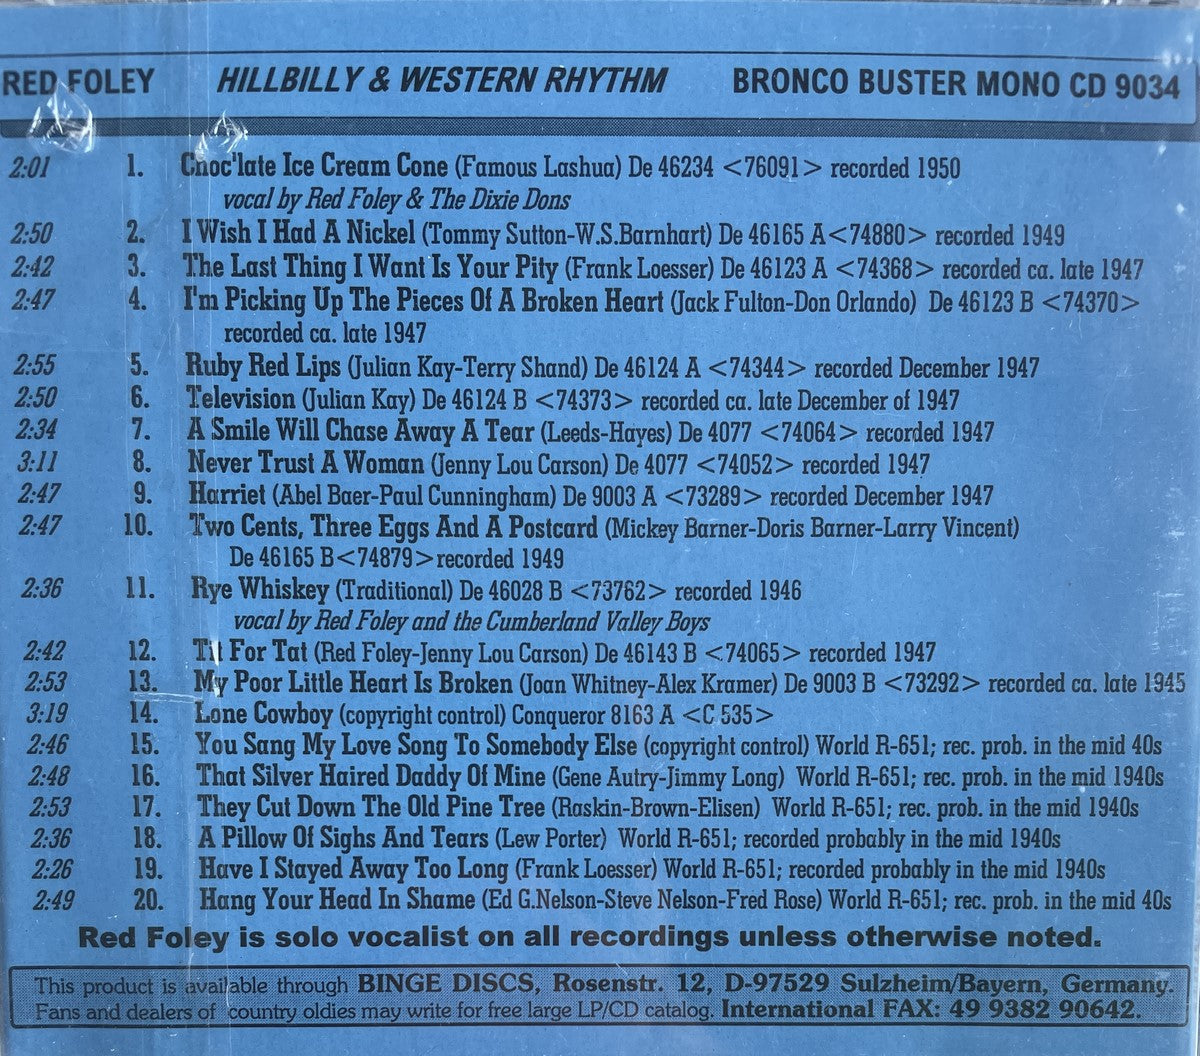 RED FOLEY HILLBILLY & WESTERN RHYTHM BRONCO BUSTER MONO CD 9034
2:01 1. Choc'late Ice Cream Cone (Famous Lashua) De 46234 <76091> recorded 1950
vocal by Red Foley & The Dixie Dons
2:50 2. I Wish I Had A Nickel (Tommy Sutton-W.S.Barnhart) De 46165 A<74880> recorded 1949
2:42 3. The Last Thing I Want Is Your Pity (Frank Loesser) De 46123 A <74368> recorded ca. late 1947
2:47 4. I'm Picking Up The Pieces Of A Broken Heart (Jack Fulton-Don Orlando) De 46123 B <74370>
recorded ca. late 1947
2:55 5. Ruby Red Lips (Julian Kay-Terry Shand) De 46124 A <74344> recorded December 1947
2:50 6. Television (Julian Kay) De 46124 B <74373> recorded ca. late December of 1947
2:34 7. A Smile Will Chase Away A Tear (Leeds-Hayes) De 4077 <74064> recorded 1947
3:11 8. Never Trust A Woman (Jenny Lou Carson) De 4077 <74052> recorded 1947
2:47 9. Harriet (Abel Baer-Paul Cunningham) De 9003 A <73289> recorded December 1947
2:47 10. Two Cents, Three Eggs And A Postcard (Mickey Barner-Doris Barner-Larry Vincent)
De 46165 B<74879>recorded 1949
2:36 11. Rye Whiskey (Traditional) De 46028 B <73762> recorded 1946
vocal by Red Foley and the Cumberland Valley Boys
2:42 12. Tit For Tat (Red Foley-Jenny Lou Carson) De 46143 B <74065> recorded 1947
2:53 13. My Poor Little Heart Is Broken (Joan Whitney-Alex Kramer) De 9003 B <73292> recorded ca. late 1945
3:19 14. Lone Cowboy (copyright control) Conqueror 8163 A <C 535>
2:46 15. You Sang My Love Song To Somebody Else (copyright control) World R-651; rec. prob. in the mid 40s
2:48 16. That Silver Haired Daddy Of Mine (Gene Autry-Jimmy Long) World R-651; rec. prob. in the mid 1940s
2:53 17. They Cut Down The Old Pine Tree (Raskin-Brown-Elisen) World R-651; rec. prob. in the mid 1940s
2:36 18. A Pillow Of Sighs And Tears (Lew Porter) World R-651; recorded probably in the mid 1940s
2:26 19. Have I Stayed Away Too Long (Frank Loesser) World R-651; recorded probably in the mid 1940s
2:49 20. Hang Your Head In Shame (Ed G.Nelson-Steve Nelson-Fred Rose) World R-651; rec. prob. in the mid 40s
Red Foley is solo vocalist on all recordings unless otherwise noted.
This product is available through BINGE DISCS, Rosenstr. 12, D-97529 Sulzheim/Bayern, Germany.
Fans and dealers of country oldies may write for free large LP/CD catalog. International FAX: 49 9382 90642.